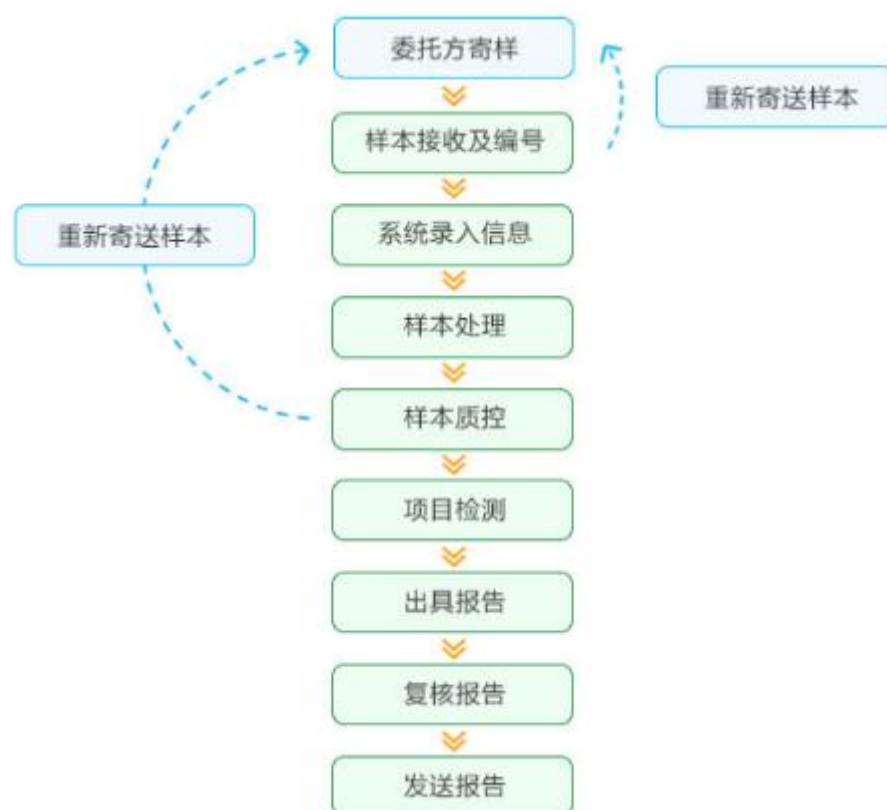 委托方寄样
重新寄送样本
样本接收及编号
重新寄送样本
系统录入信息
样本处理
样本质控
项目检测
出具报告
复核报告
发送报告